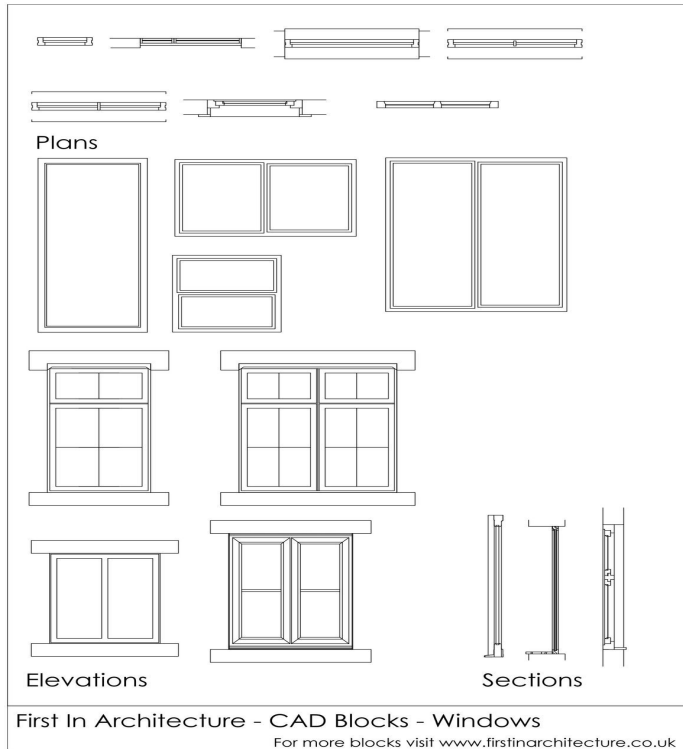 Plans
Elevations
Sections
First In Architecture - CAD Blocks - Windows
For more blocks visit www.firstinarchitecture.co.uk